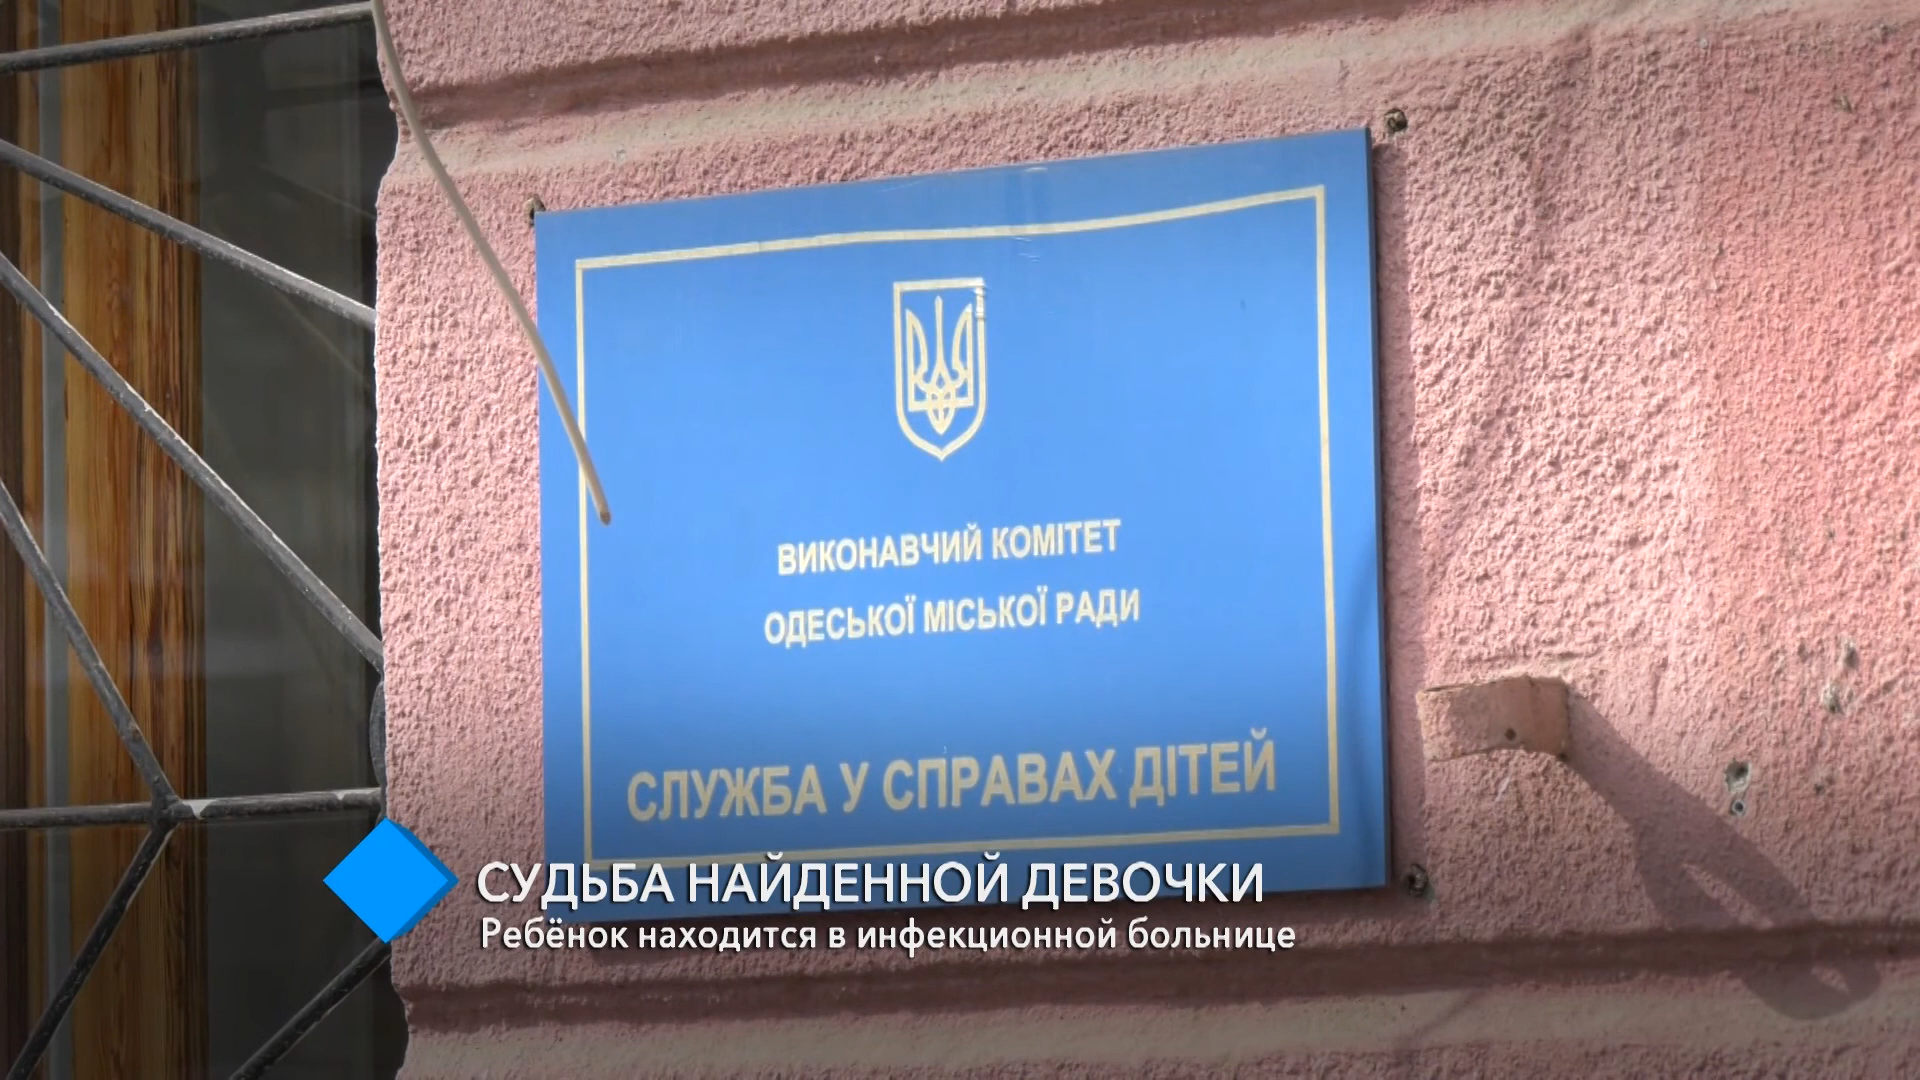 ВИКОНАВЧИЙ КОМІТЕТ
ОДЕСЬКОЇ МІСЬКОЇ РАДИ
СЛУЖБА У СПРАВАХ ДІТЕЙ
СУДЬБА НАЙДЕННОЙ ДЕВОЧКИ
Ребёнок находится в инфекционной больнице